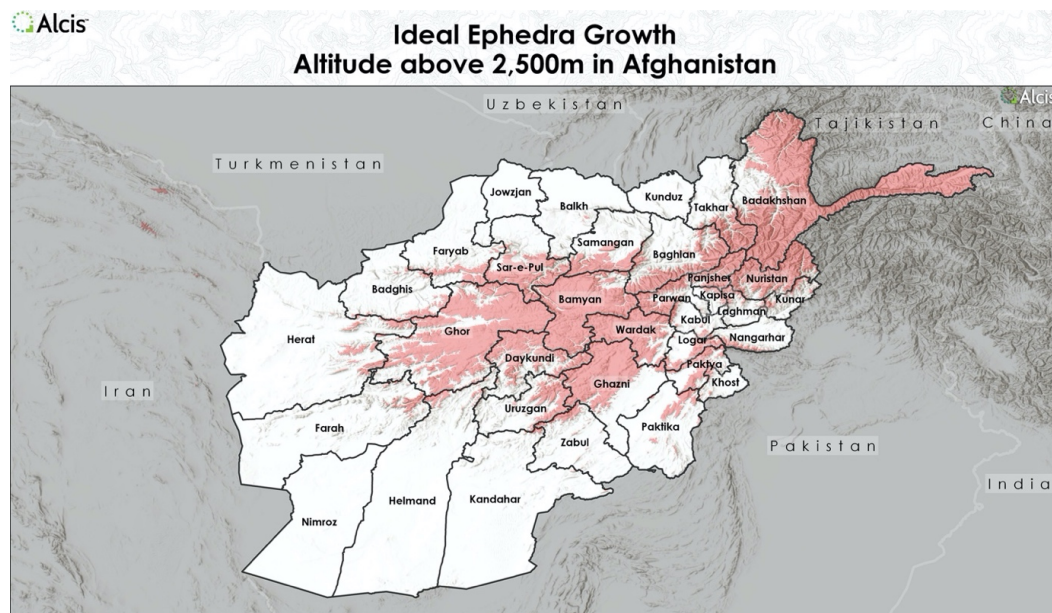 Alcis
Ideal Ephedra Growth
Altitude above 2,500m in Afghanistan
Alcis
Uzbekistan
Tajikistan
China
Turkmenistan
Jowzjan
Balkh
Kunduz
Takhar
Badakhshan
Faryab
Samangan
Baghlan
Sar-e-Pul
Badghis
Panjsher
Nuristan
Bamyan
Parwan
Kapisa
Kunar
Laghman
Kabul
Herat
Ghor
Wardak
Logar
Nangarhar
Daykundi
Paktya
Ghazni
Khost
Iran
Uruzgan
Farah
Paktika
Zabul
Pakistan
India
Helmand
Kandahar
Nimroz